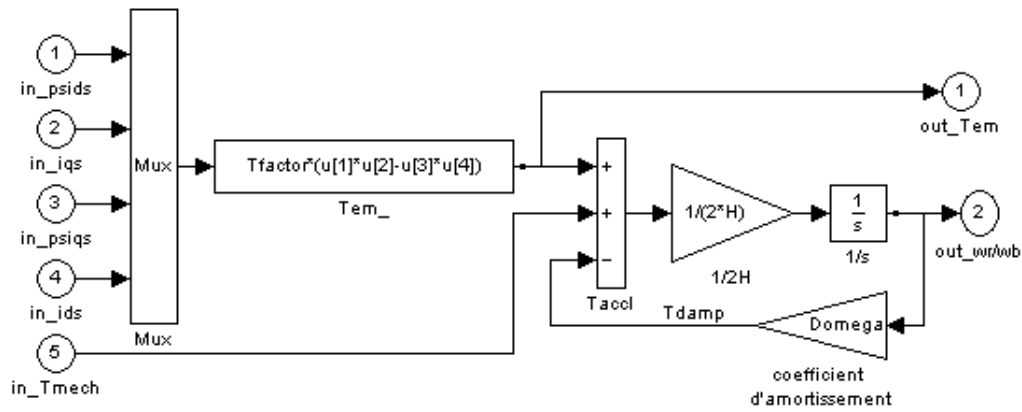 1
in_psids
2
in_iqs
3
in_psiqs
4
in_ids
5
in_Tmech
Mux
Mux
Tfactor*(u[1]*u[2]-u[3]*u[4])
Tem_
+
+
−
Taccl
1/(2*H)
1/2H
1
s
1/s
1
out_Tem
2
out_wr/wb
Tdamp
Domega
coefficient
d'amortissement